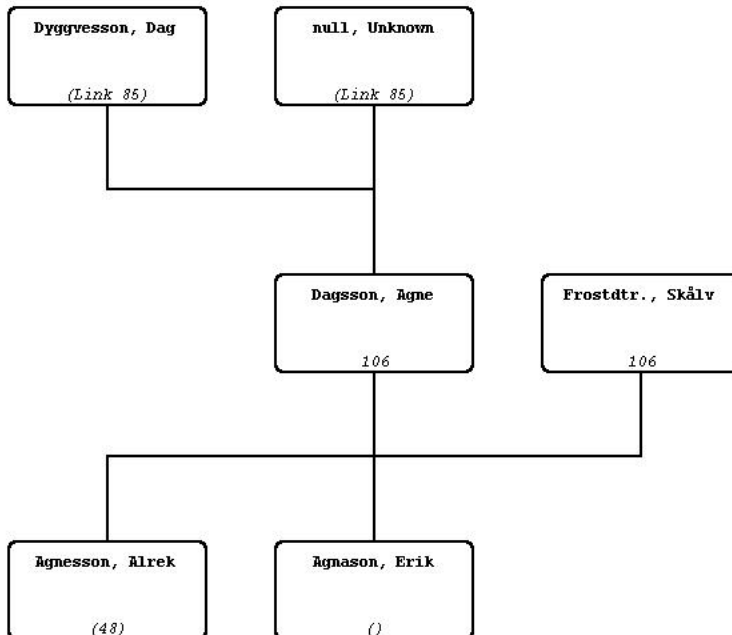 Dyggvesson, Dag
(Link 85)
null, Unknown
(Link 85)
Dagsson, Agne
106
Frostdtr., Skålv
106
Agnesson, Alrek
(48)
Agnason, Erik
()